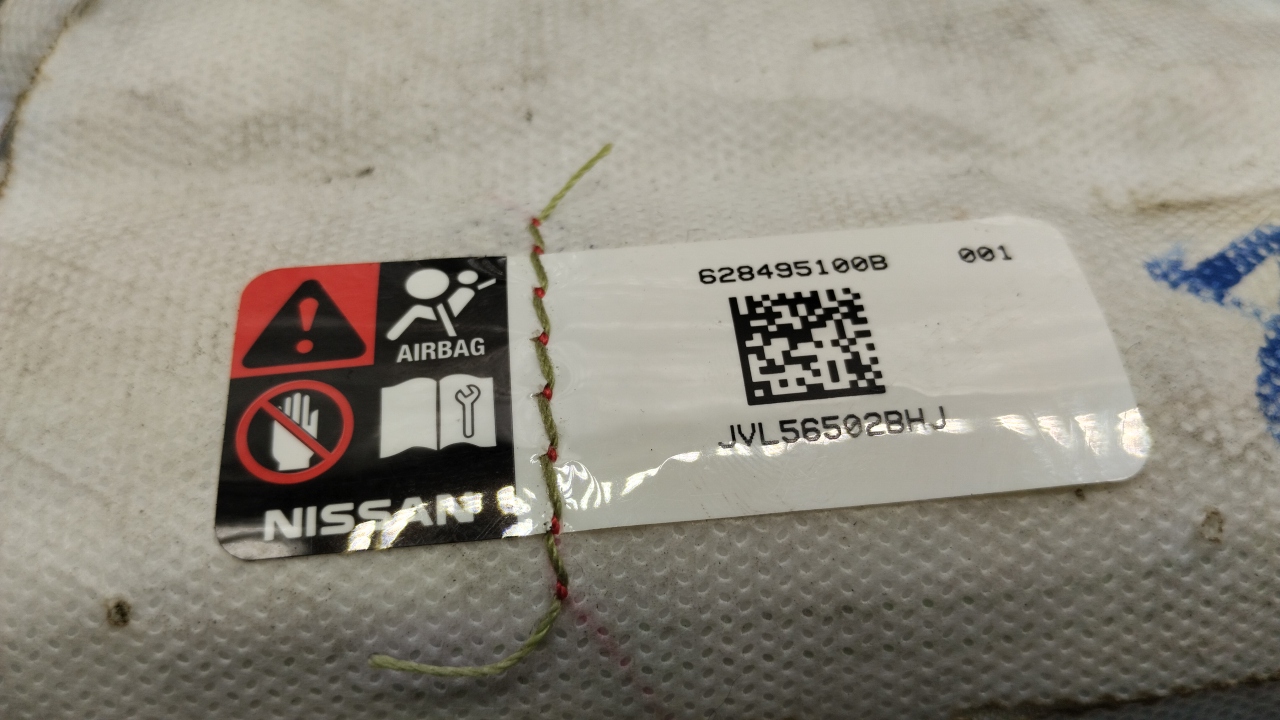 628495100B 001
AIRBAG
JVL56502BHJ
NISSAN